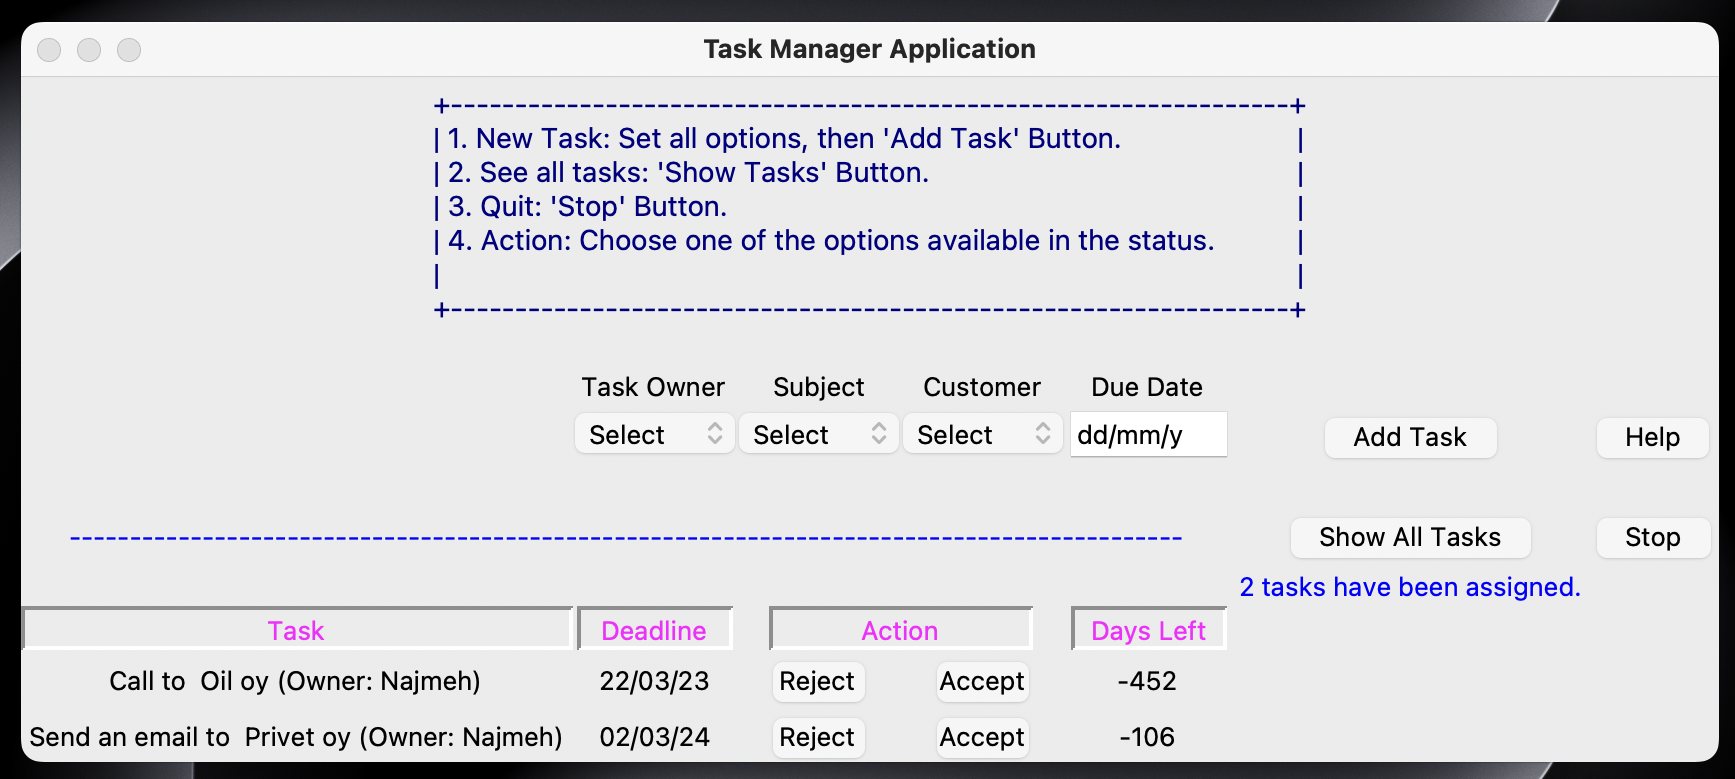 Task Manager Application
+----------------------------------------------------------------+
| 1. New Task: Set all options, then 'Add Task' Button. |
| 2. See all tasks: 'Show Tasks' Button. |
| 3. Quit: 'Stop' Button. |
| 4. Action: Choose one of the options available in the status. |
| |
+----------------------------------------------------------------+
Task Owner Subject Customer Due Date
Select Select Select dd/mm/y Add Task Help
------------------------------------------------------------------------------------- Show All Tasks Stop
2 tasks have been assigned.
Task Deadline Action Days Left
Call to  Oil oy (Owner: Najmeh) 22/03/23 Reject Accept -452
Send an email to  Privet oy (Owner: Najmeh) 02/03/24 Reject Accept -106